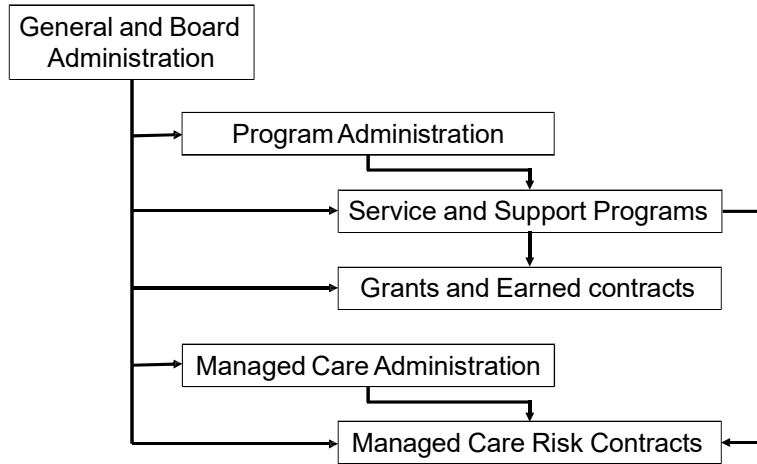 General and Board
Administration
Program Administration
Service and Support Programs
Grants and Earned contracts
Managed Care Administration
Managed Care Risk Contracts